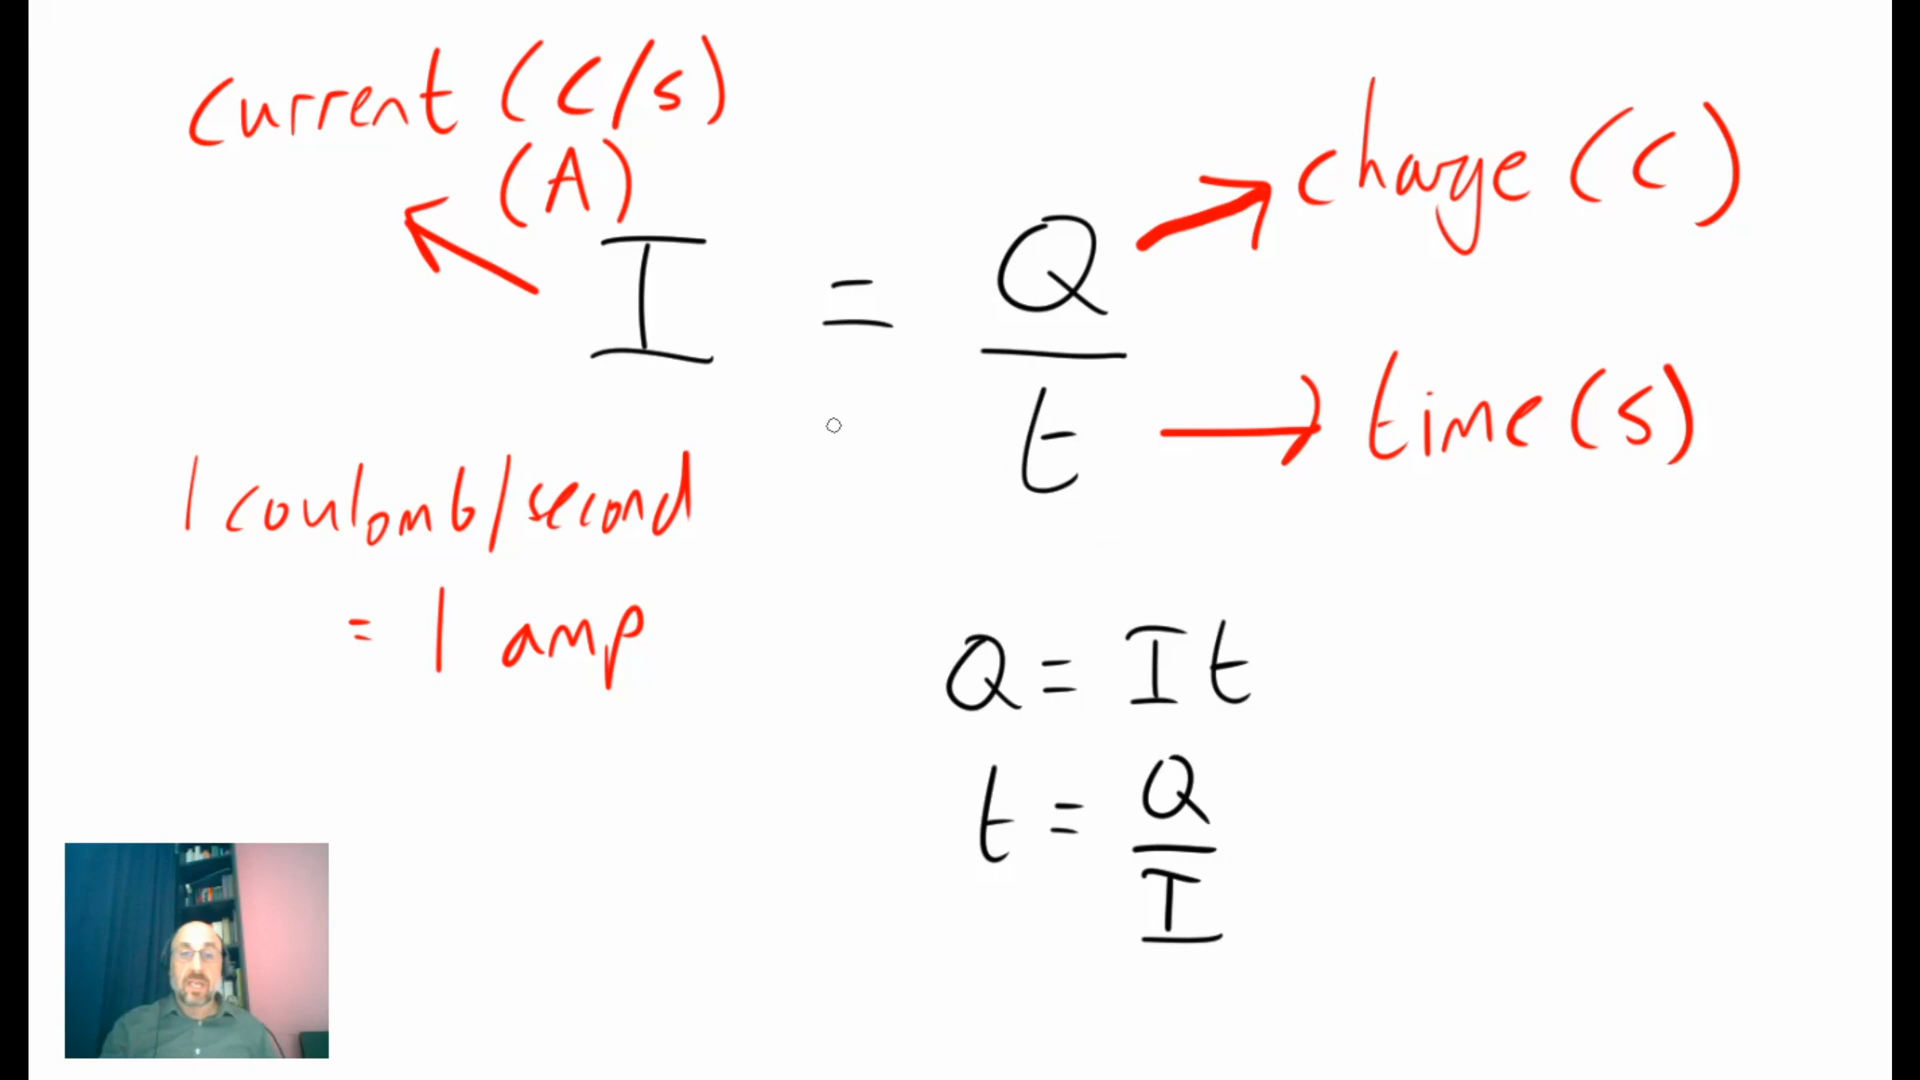 current (C/s)
(A)
I = Q/t
charge (C)
time (s)
1 coulomb/second
= 1 amp
Q = It
t = Q/I